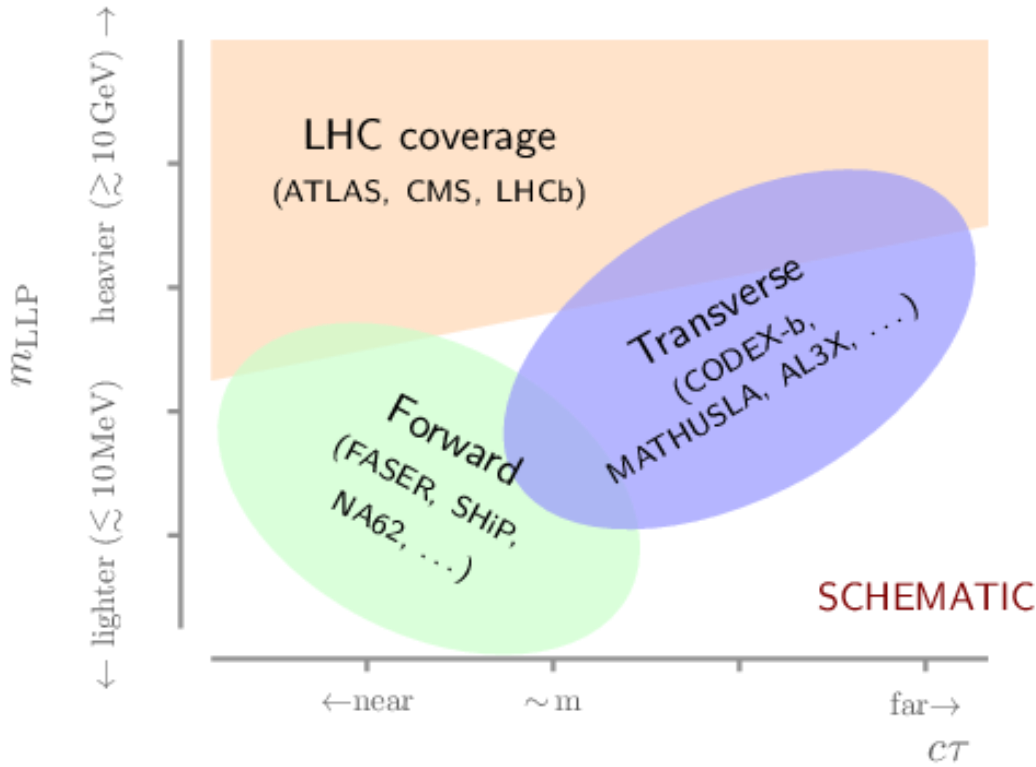 LHC coverage
(ATLAS, CMS, LHCb)
Transverse
(CODEX-b,
MATHUSLA, AL3X, …)
Forward
(FASER, SHiP,
NA62, …)
SCHEMATIC
m_LLP
← lighter (≲ 10 MeV)
heavier (≳ 10 GeV) →
←near
∼ m
far→
cτ